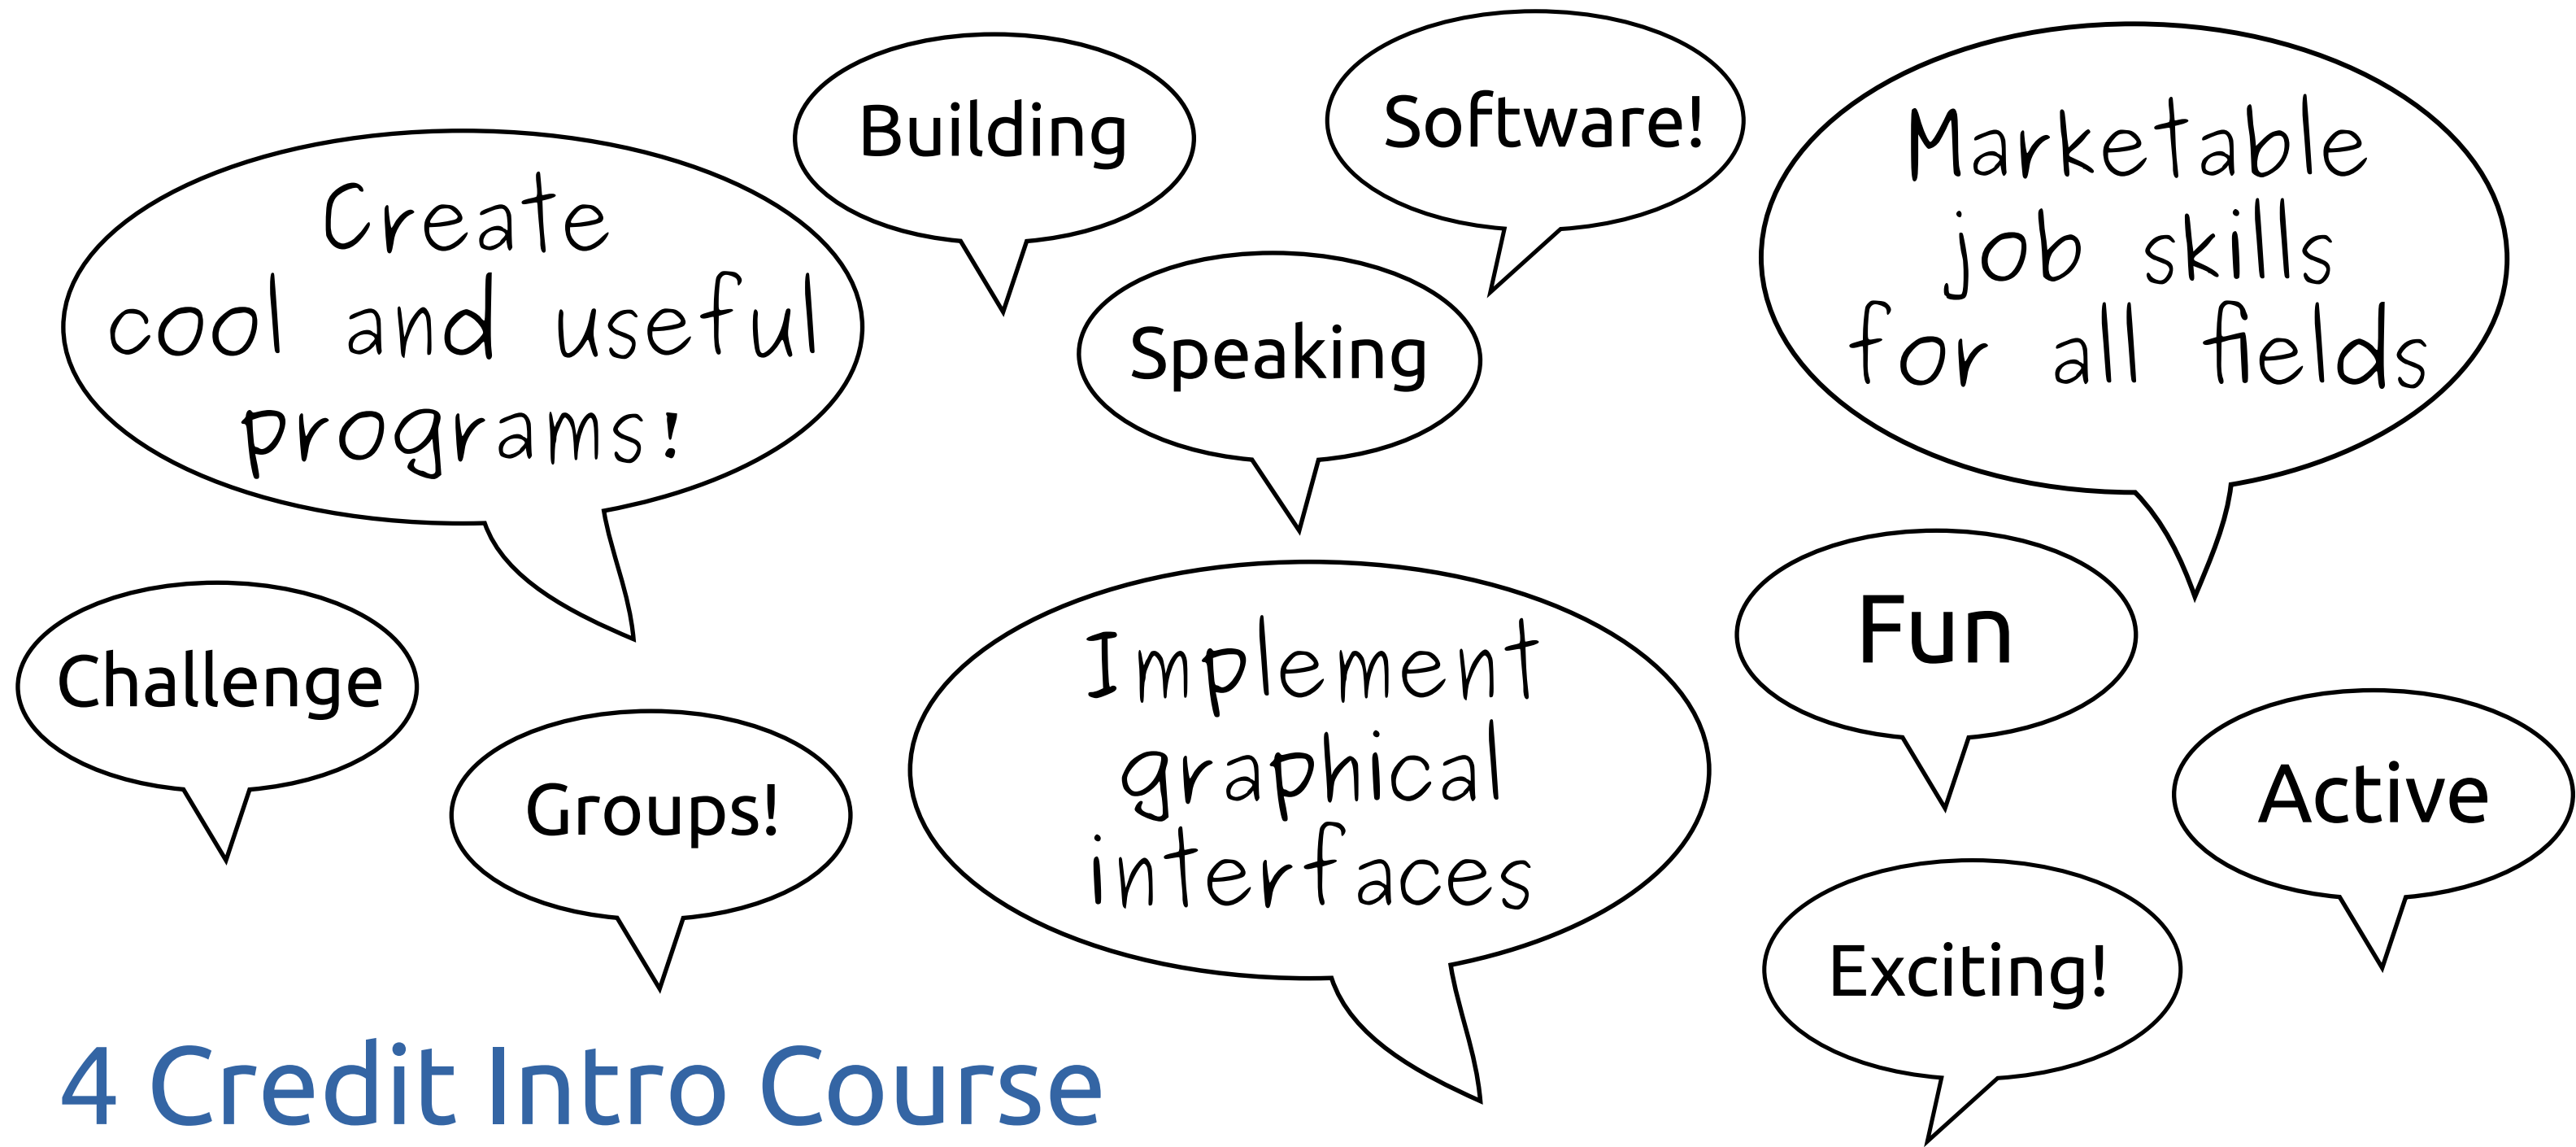 Building
Software!
Marketable
job skills
for all fields
Create
cool and useful
programs!
Speaking
Challenge
Groups!
Implement
graphical
interfaces
Fun
Active
Exciting!
4 Credit Intro Course